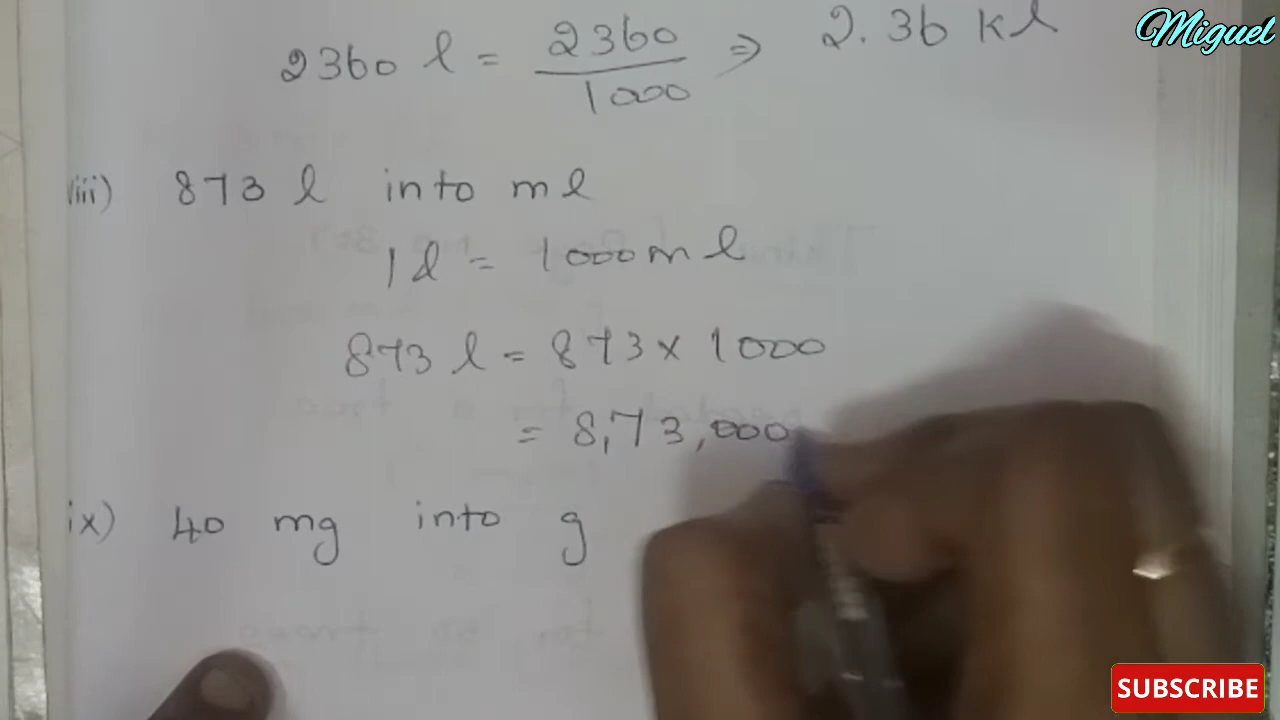 Miguel
2360 l = 2360/1000 ⇒ 2.36 kl
viii) 873 l into ml
1l = 1000ml
873 l = 873 x 1000
= 8,73,000
ix) 40 mg into g
SUBSCRIBE